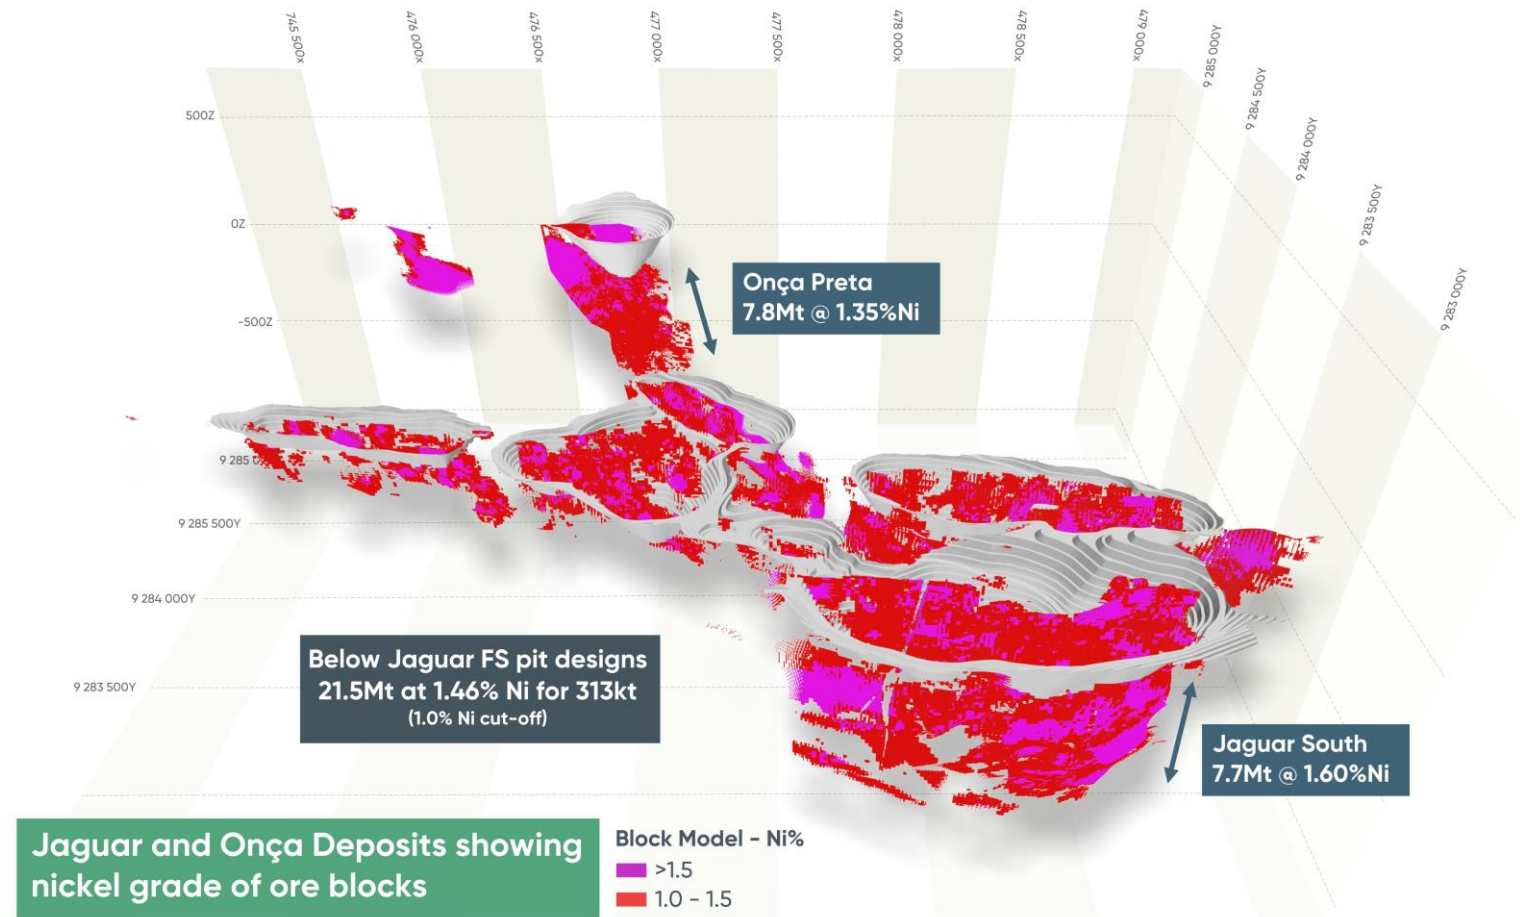 745 500x
476 000x
476 500x
477 000x
477 500x
478 000x
478 500x
479 000x
9 285 000Y
9 284 500Y
9 284 000Y
9 283 500Y
9 283 000Y
500Z
0Z
-500Z
Onça Preta
7.8Mt @ 1.35%Ni
9 285 0
9 285 500Y
9 284 000Y
9 283 500Y
Below Jaguar FS pit designs
21.5Mt at 1.46% Ni for 313kt
(1.0% Ni cut-off)
Jaguar South
7.7Mt @ 1.60%Ni
Jaguar and Onça Deposits showing
nickel grade of ore blocks
Block Model - Ni%
>1.5
1.0 - 1.5